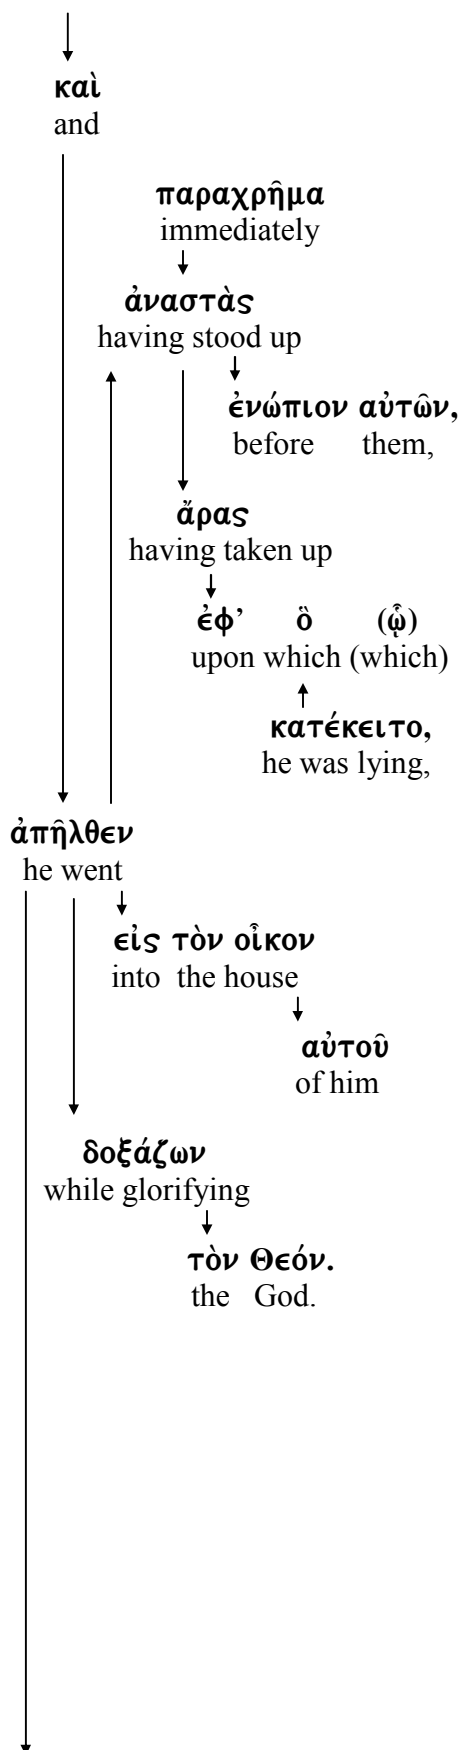 καὶ
and
παραχρῆμα
immediately
ἀναστὰς
having stood up
ἐνώπιον αὐτῶν,
before them,
ἄρας
having taken up
ἐφ’ ὃ (ᾧ)
upon which (which)
κατέκειτο,
he was lying,
ἀπῆλθεν
he went
εἰς τὸν οἶκον
into the house
αὐτοῦ
of him
δοξάζων
while glorifying
τὸν Θεόν.
the God.